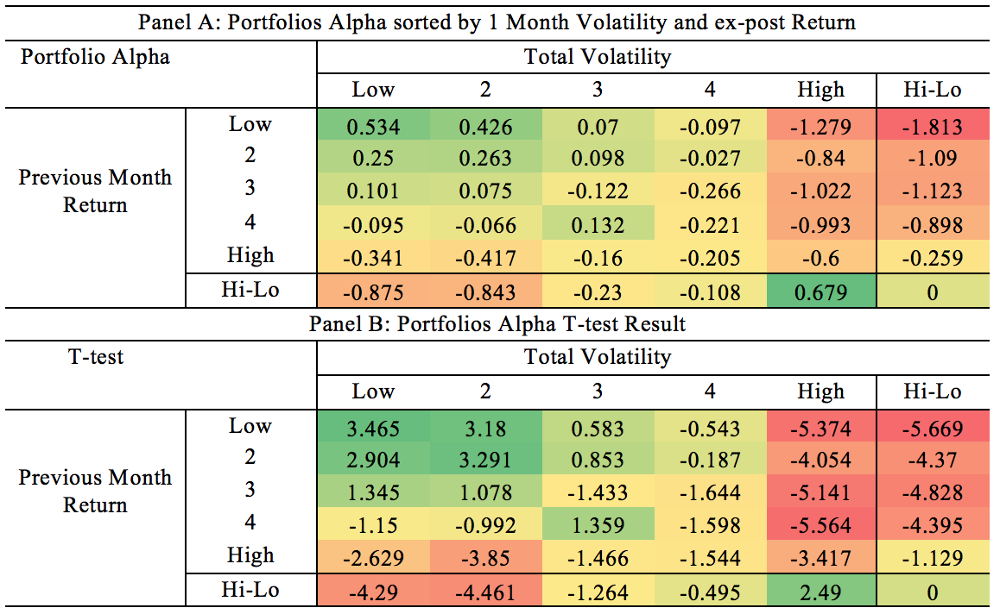 Panel A: Portfolios Alpha sorted by 1 Month Volatility and ex-post Return
Portfolio Alpha Total Volatility
Low 2 3 4 High Hi-Lo
Previous Month Return
Low 0.534 0.426 0.07 -0.097 -1.279 -1.813
2 0.25 0.263 0.098 -0.027 -0.84 -1.09
3 0.101 0.075 -0.122 -0.266 -1.022 -1.123
4 -0.095 -0.066 0.132 -0.221 -0.993 -0.898
High -0.341 -0.417 -0.16 -0.205 -0.6 -0.259
Hi-Lo -0.875 -0.843 -0.23 -0.108 0.679 0
Panel B: Portfolios Alpha T-test Result
T-test Total Volatility
Low 2 3 4 High Hi-Lo
Previous Month Return
Low 3.465 3.18 0.583 -0.543 -5.374 -5.669
2 2.904 3.291 0.853 -0.187 -4.054 -4.37
3 1.345 1.078 -1.433 -1.644 -5.141 -4.828
4 -1.15 -0.992 1.359 -1.598 -5.564 -4.395
High -2.629 -3.85 -1.466 -1.544 -3.417 -1.129
Hi-Lo -4.29 -4.461 -1.264 -0.495 2.49 0